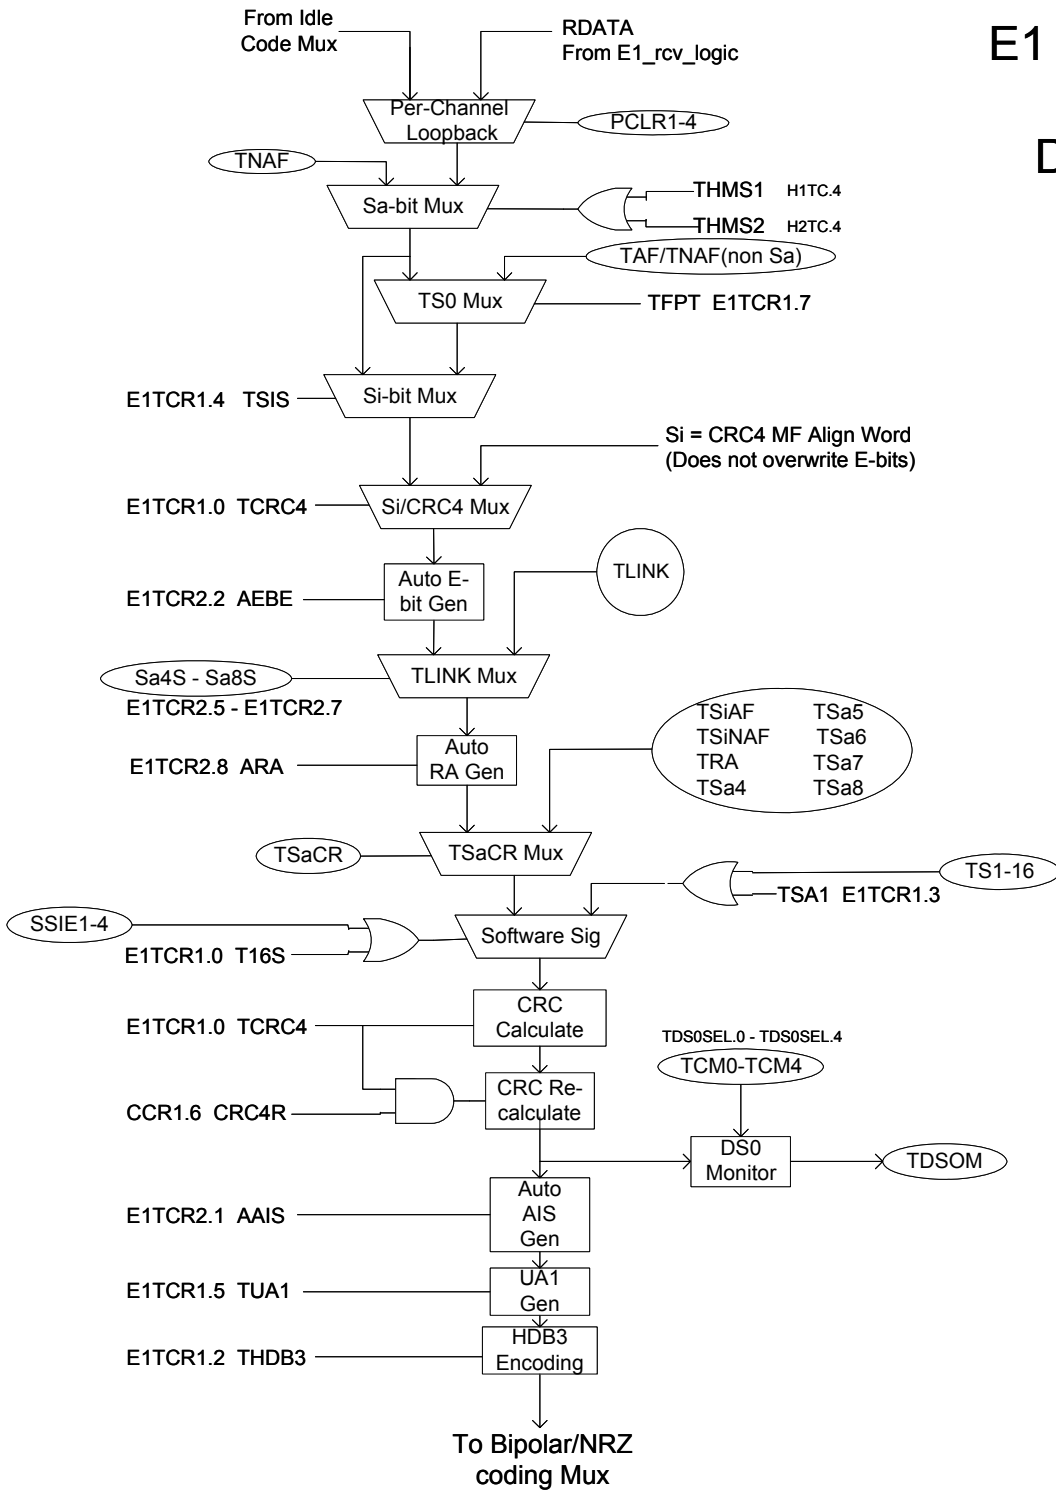 From Idle
Code Mux
RDATA
From E1_rcv_logic
E1
Per-Channel
Loopback
PCLR1-4
D
TNAF
Sa-bit Mux
THMS1 H1TC.4
THMS2 H2TC.4
TAF/TNAF(non Sa)
TS0 Mux
TFPT E1TCR1.7
E1TCR1.4 TSIS
Si-bit Mux
Si = CRC4 MF Align Word
(Does not overwrite E-bits)
E1TCR1.0 TCRC4
Si/CRC4 Mux
Auto E-
bit Gen
TLINK
E1TCR2.2 AEBE
Sa4S - Sa8S
TLINK Mux
E1TCR2.5 - E1TCR2.7
TSiAF TSa5
TSiNAF TSa6
TRA TSa7
TSa4 TSa8
Auto
RA Gen
E1TCR2.8 ARA
TSaCR
TSaCR Mux
TS1-16
TSA1 E1TCR1.3
SSIE1-4
Software Sig
E1TCR1.0 T16S
CRC
Calculate
E1TCR1.0 TCRC4
TDS0SEL.0 - TDS0SEL.4
TCM0-TCM4
CRC Re-
calculate
CCR1.6 CRC4R
DS0
Monitor
TDSOM
Auto
AIS
Gen
E1TCR2.1 AAIS
UA1
Gen
E1TCR1.5 TUA1
HDB3
Encoding
E1TCR1.2 THDB3
To Bipolar/NRZ
coding Mux